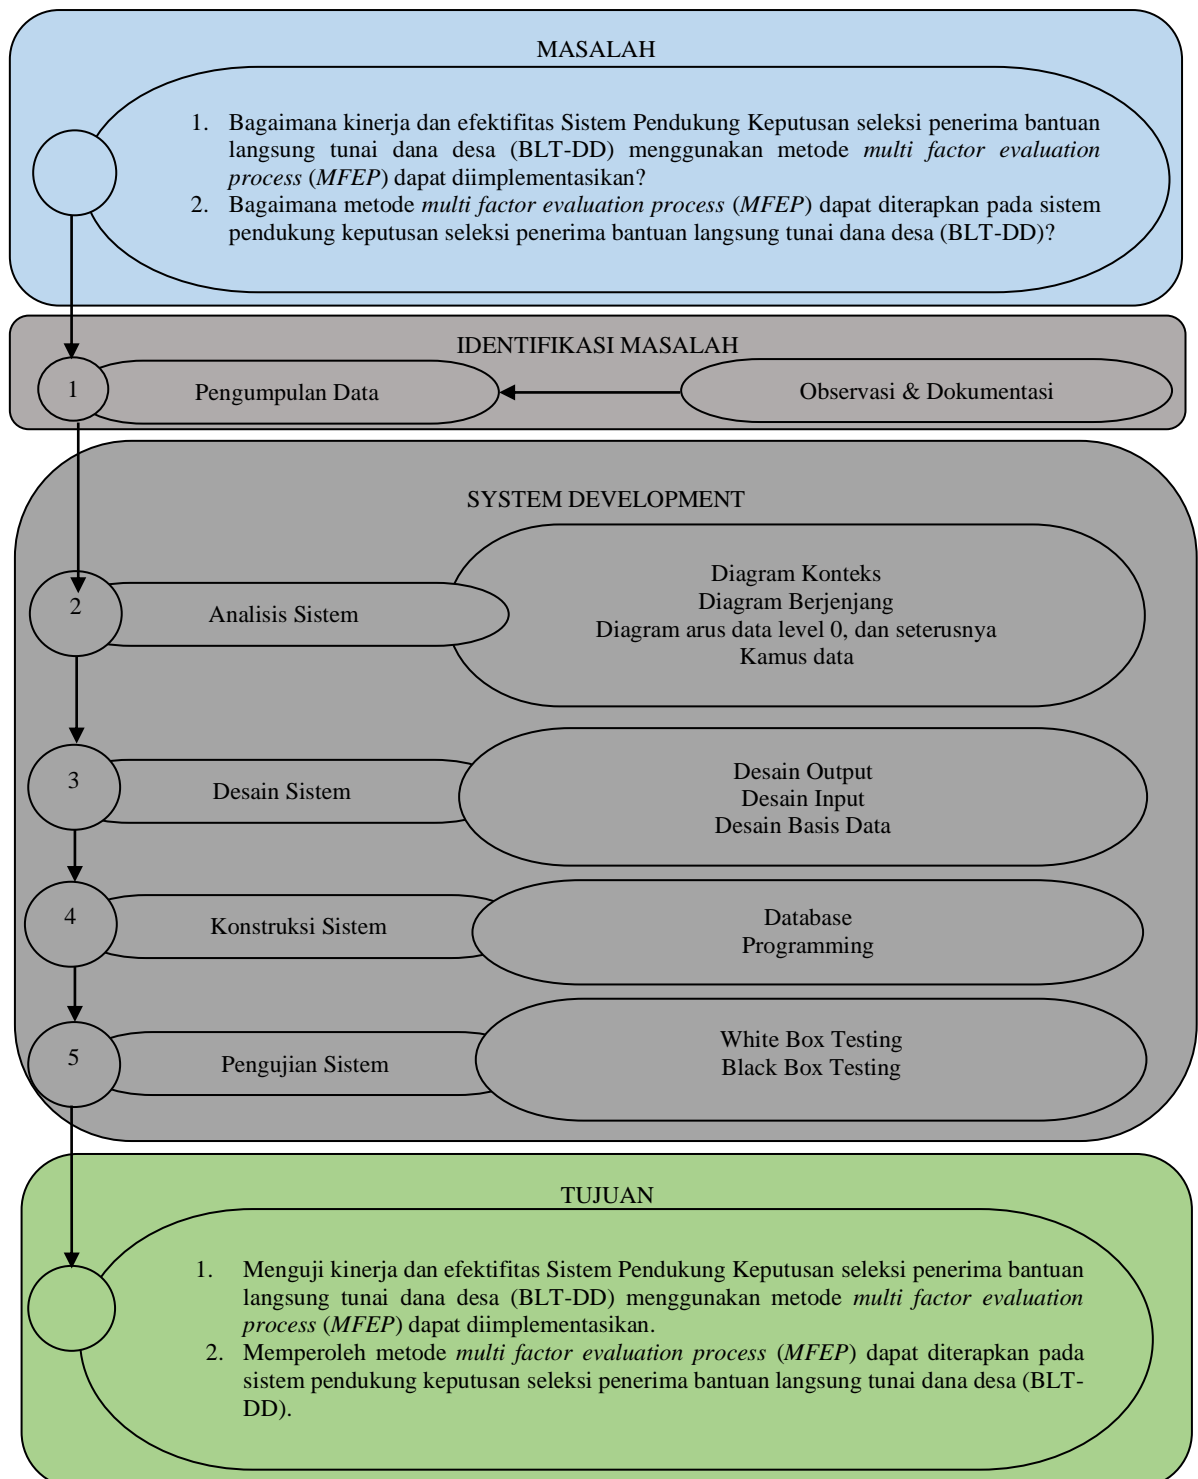 MASALAH
1. Bagaimana kinerja dan efektifitas Sistem Pendukung Keputusan seleksi penerima bantuan
langsung tunai dana desa (BLT-DD) menggunakan metode multi factor evaluation
process (MFEP) dapat diimplementasikan?
2. Bagaimana metode multi factor evaluation process (MFEP) dapat diterapkan pada sistem
pendukung keputusan seleksi penerima bantuan langsung tunai dana desa (BLT-DD)?
IDENTIFIKASI MASALAH
1
Pengumpulan Data
Observasi & Dokumentasi
SYSTEM DEVELOPMENT
2
Analisis Sistem
Diagram Konteks
Diagram Berjenjang
Diagram arus data level 0, dan seterusnya
Kamus data
3
Desain Sistem
Desain Output
Desain Input
Desain Basis Data
4
Konstruksi Sistem
Database
Programming
5
Pengujian Sistem
White Box Testing
Black Box Testing
TUJUAN
1. Menguji kinerja dan efektifitas Sistem Pendukung Keputusan seleksi penerima bantuan
langsung tunai dana desa (BLT-DD) menggunakan metode multi factor evaluation
process (MFEP) dapat diimplementasikan.
2. Memperoleh metode multi factor evaluation process (MFEP) dapat diterapkan pada
sistem pendukung keputusan seleksi penerima bantuan langsung tunai dana desa (BLT-
DD).